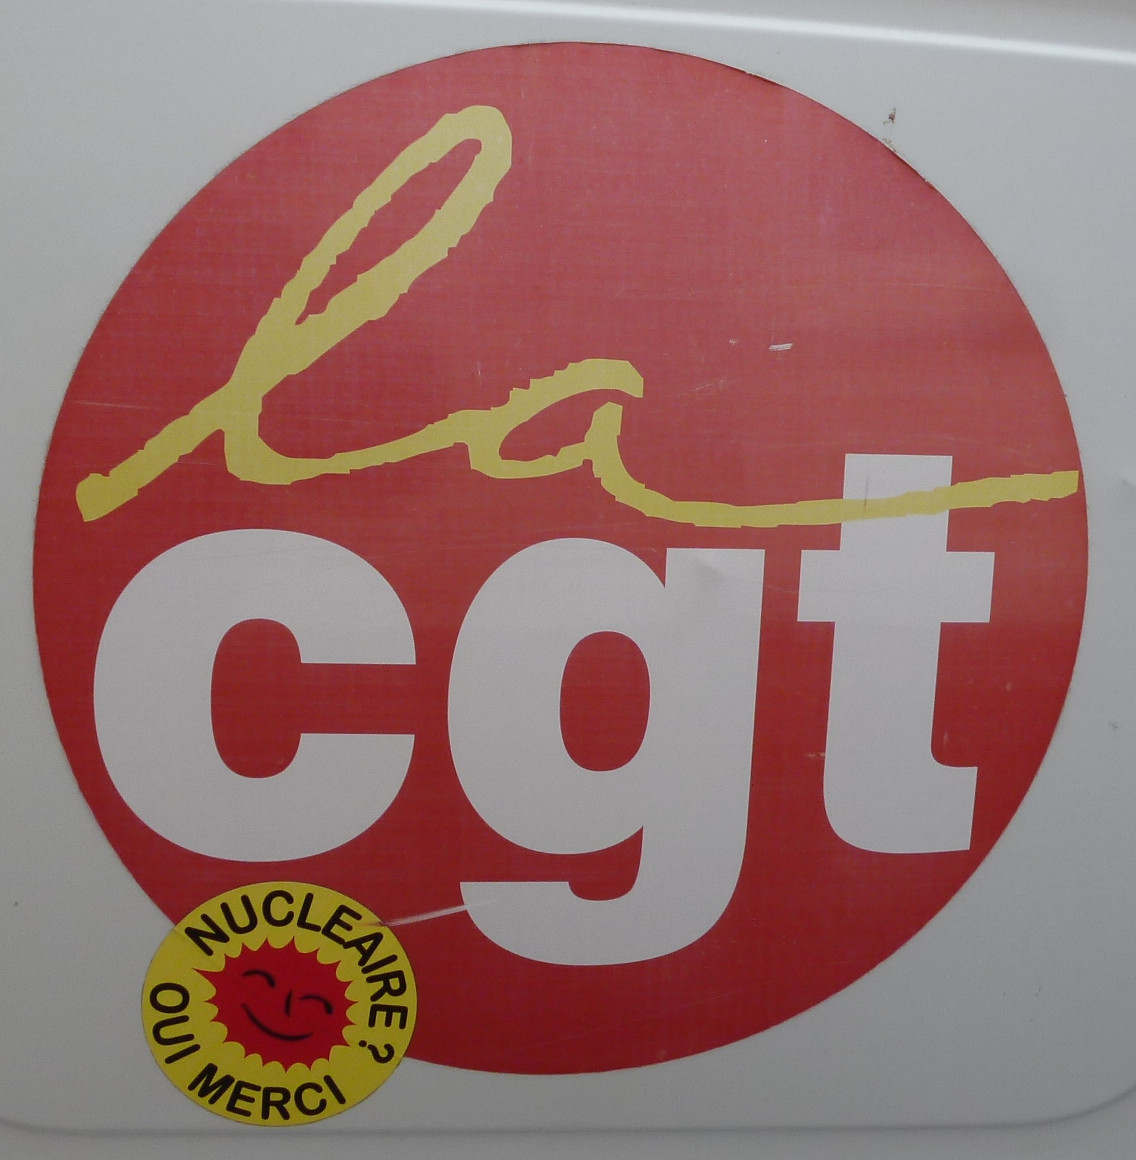 la
cgt
NUCLEAIRE ?
OUI MERCI